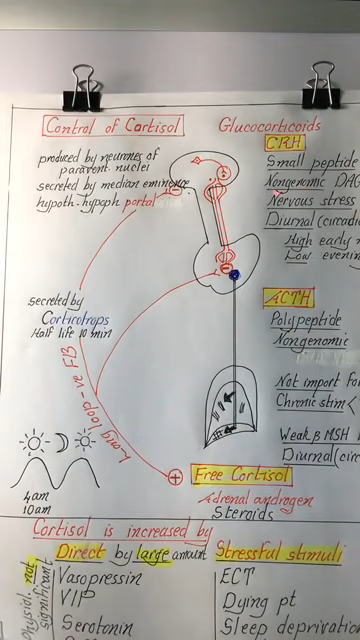 Control of Cortisol
Glucocorticoids
CRH
produced by neurones of
paravent. nuclei
secreted by median eminence
hypoth-hypoph portal
Small peptide
Nongenomic DAG
Nervous stress
Diurnal (circadi
High early
Low evenin
secreted by
Corticotrops
Half life 10 min
ACTH
Polypeptide
Nongenomic
Not import fo
Chronic stim <
Weak β MSH
Diurnal (circ
Long loop -ve FB
4am
10am
+ Free Cortisol
Adrenal androgen
Steroids
Cortisol is increased by
Direct by large amount
Stressful stimuli
Physiol. not
significant
Vasopressin
VIP
Serotonin
ECT
Dying pt
Sleep deprivatio